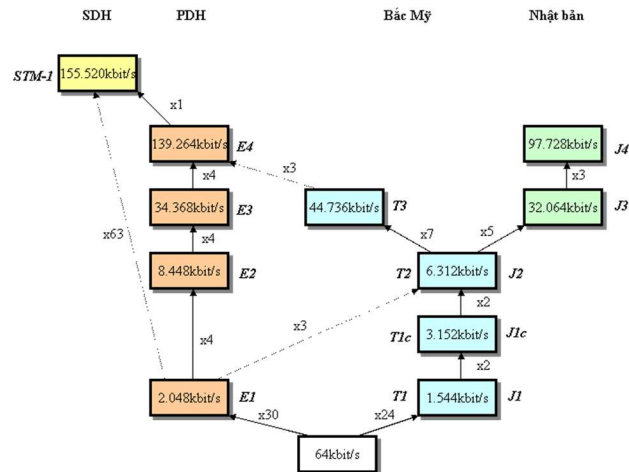 SDH PDH Bắc Mỹ Nhật bản
STM-1 155.520kbit/s
x1
139.264kbit/s E4 97.728kbit/s J4
x4 x3 x3
34.368kbit/s E3 44.736kbit/s T3 32.064kbit/s J3
x63 x4 x7 x5
8.448kbit/s E2 T2 6.312kbit/s J2
x4 x3 x2
T1c 3.152kbit/s J1c
x2
2.048kbit/s E1 T1 1.544kbit/s J1
x30 x24
64kbit/s